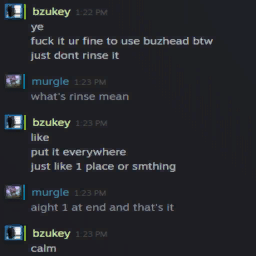 bzukey 1:22 PM
ye
fuck it ur fine to use buzhead btw
just dont rinse it
murgle 1:23 PM
what's rinse mean
bzukey 1:23 PM
like
put it everywhere
just like 1 place or smthing
murgle 1:23 PM
aight 1 at end and that's it
bzukey 1:23 PM
calm